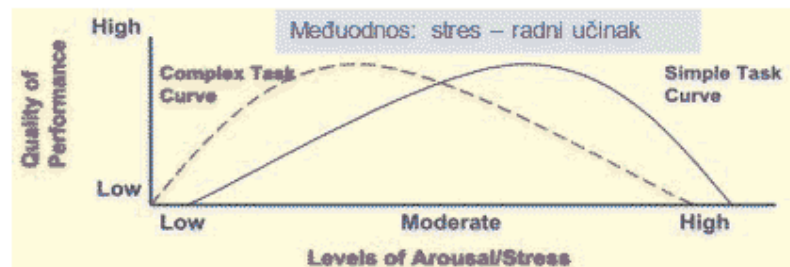 High
Međuodnos: stres – radni učinak
Complex Task
Curve
Simple Task
Curve
Quality of
Performance
Low
Low
Moderate
High
Levels of Arousal/Stress